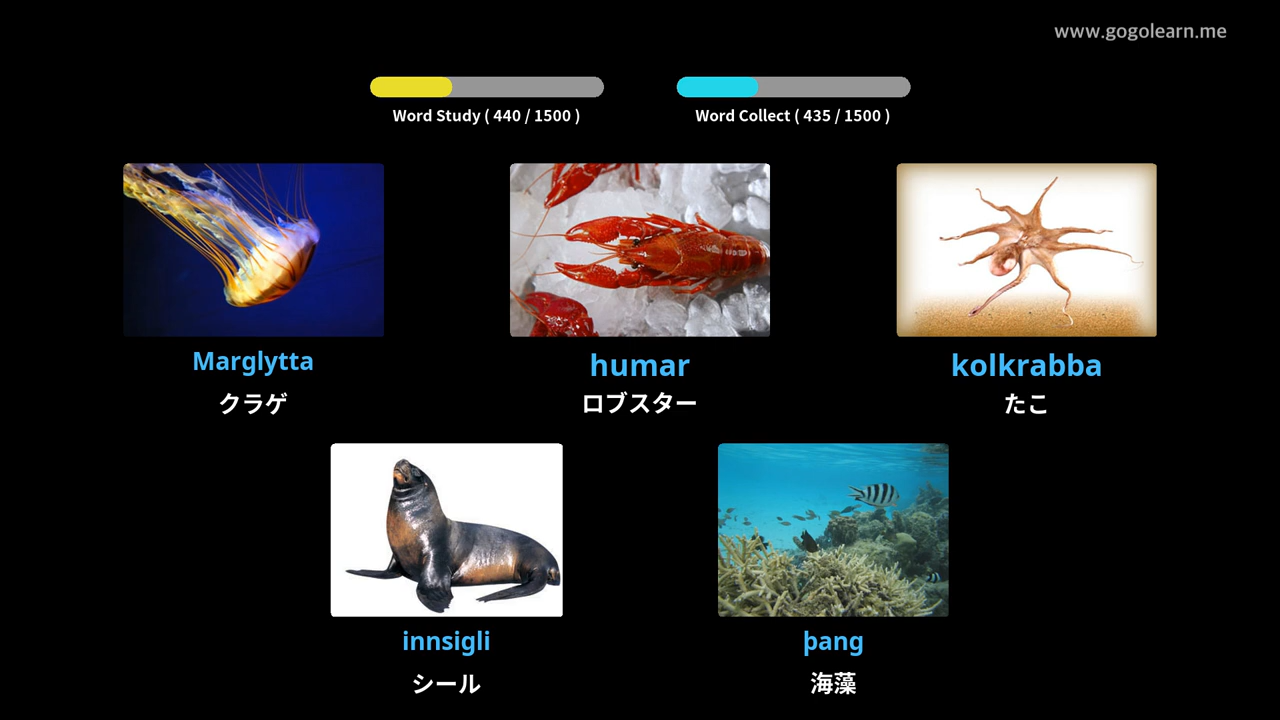 www.gogolearn.me
Word Study ( 440 / 1500 )
Word Collect ( 435 / 1500 )
Marglytta
クラゲ
humar
ロブスター
kolkrabba
たこ
innsigli
シール
þang
海藻